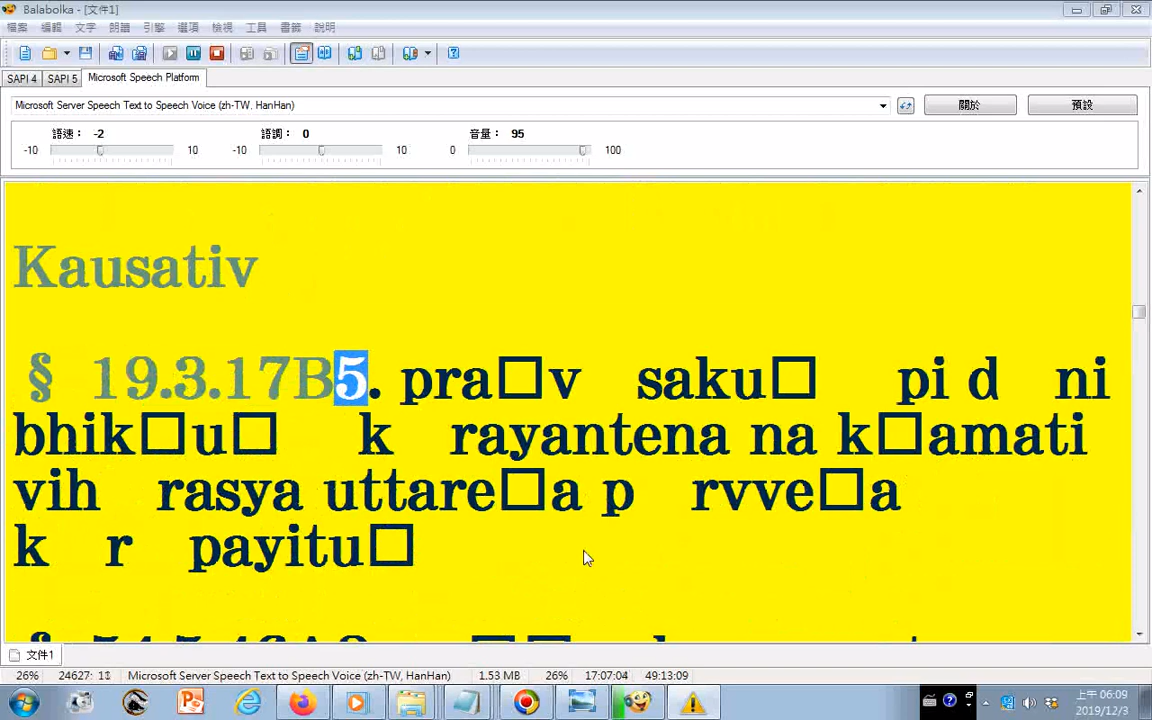 Balabolka - [文件1]
檔案 編輯 文字 朗讀 引擎 選項 檢視 工具 書籤 說明
SAPI 4 SAPI 5 Microsoft Speech Platform
Microsoft Server Speech Text to Speech Voice (zh-TW, HanHan) 關於 預設
語速： -2 語調： 0 音量： 95
-10 10 -10 10 0 100
Kausativ
§ 19.3.17B5. pra□v saku□ pi d ni
bhik□u□ k rayantena na k□amati
vih rasya uttare□a p rvve□a
k r payitu□
文件1
26% 24627: 11 Microsoft Server Speech Text to Speech Voice (zh-TW, HanHan) 1.53 MB 26% 17:07:04 49:13:09
上午 06:09
2019/12/3